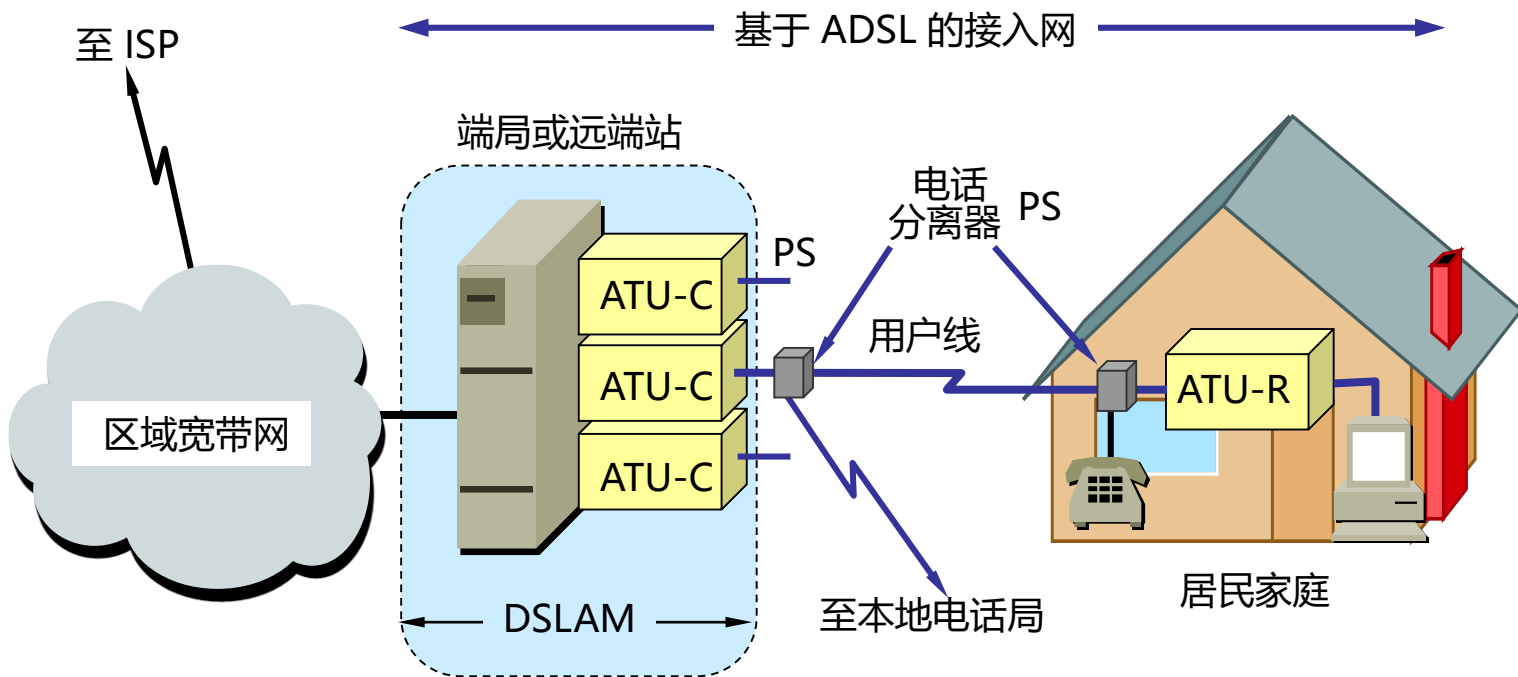 基于 ADSL 的接入网
至 ISP
端局或远端站
电话
分离器
PS
PS
ATU-C
用户线
ATU-C
ATU-R
区域宽带网
ATU-C
居民家庭
DSLAM
至本地电话局